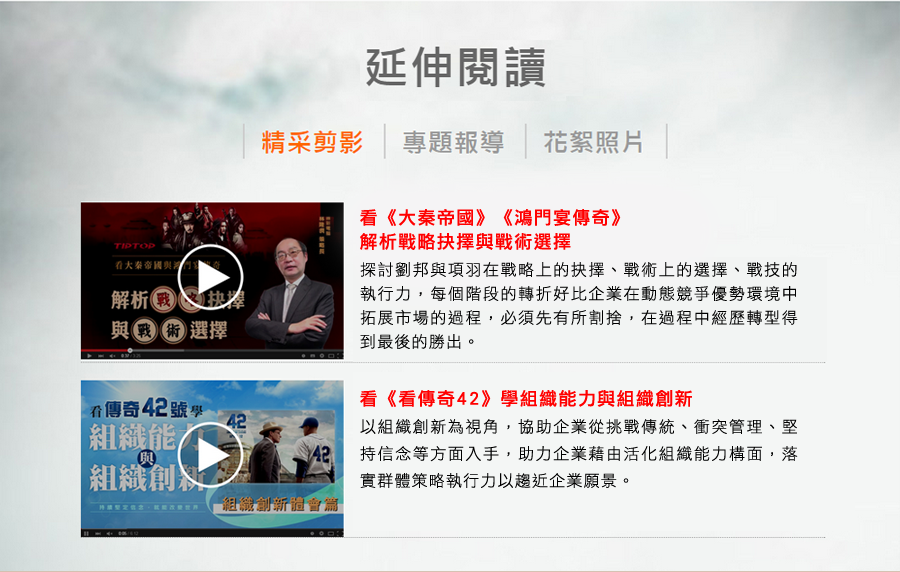 延伸閱讀
精采剪影 專題報導 花絮照片
TIPTOP
看大秦帝國與鴻門宴傳奇
解析戰略抉擇
與戰術選擇
看《大秦帝國》《鴻門宴傳奇》
解析戰略抉擇與戰術選擇
探討劉邦與項羽在戰略上的抉擇、戰術上的選擇、戰技的
執行力，每個階段的轉折好比企業在動態競爭優勢環境中
拓展市場的過程，必須先有所割捨，在過程中經歷轉型得
到最後的勝出。
看傳奇42號學
組織能力
與
組織創新
42
42
組織創新體會篇
看《看傳奇42》學組織能力與組織創新
以組織創新為視角，協助企業從挑戰傳統、衝突管理、堅
持信念等方面入手，助力企業藉由活化組織能力構面，落
實群體策略執行力以趨近企業願景。